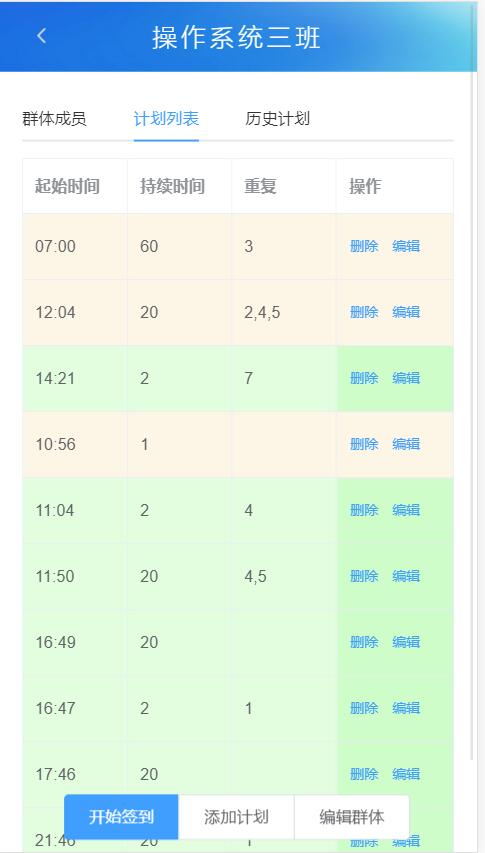 操作系统三班
群体成员 计划列表 历史计划
起始时间 持续时间 重复 操作
07:00 60 3 删除 编辑
12:04 20 2,4,5 删除 编辑
14:21 2 7 删除 编辑
10:56 1 删除 编辑
11:04 2 4 删除 编辑
11:50 20 4,5 删除 编辑
16:49 20 删除 编辑
16:47 2 1 删除 编辑
17:46 20 删除 编辑
开始签到 添加计划 编辑群体
21:46 20 1 删除 编辑